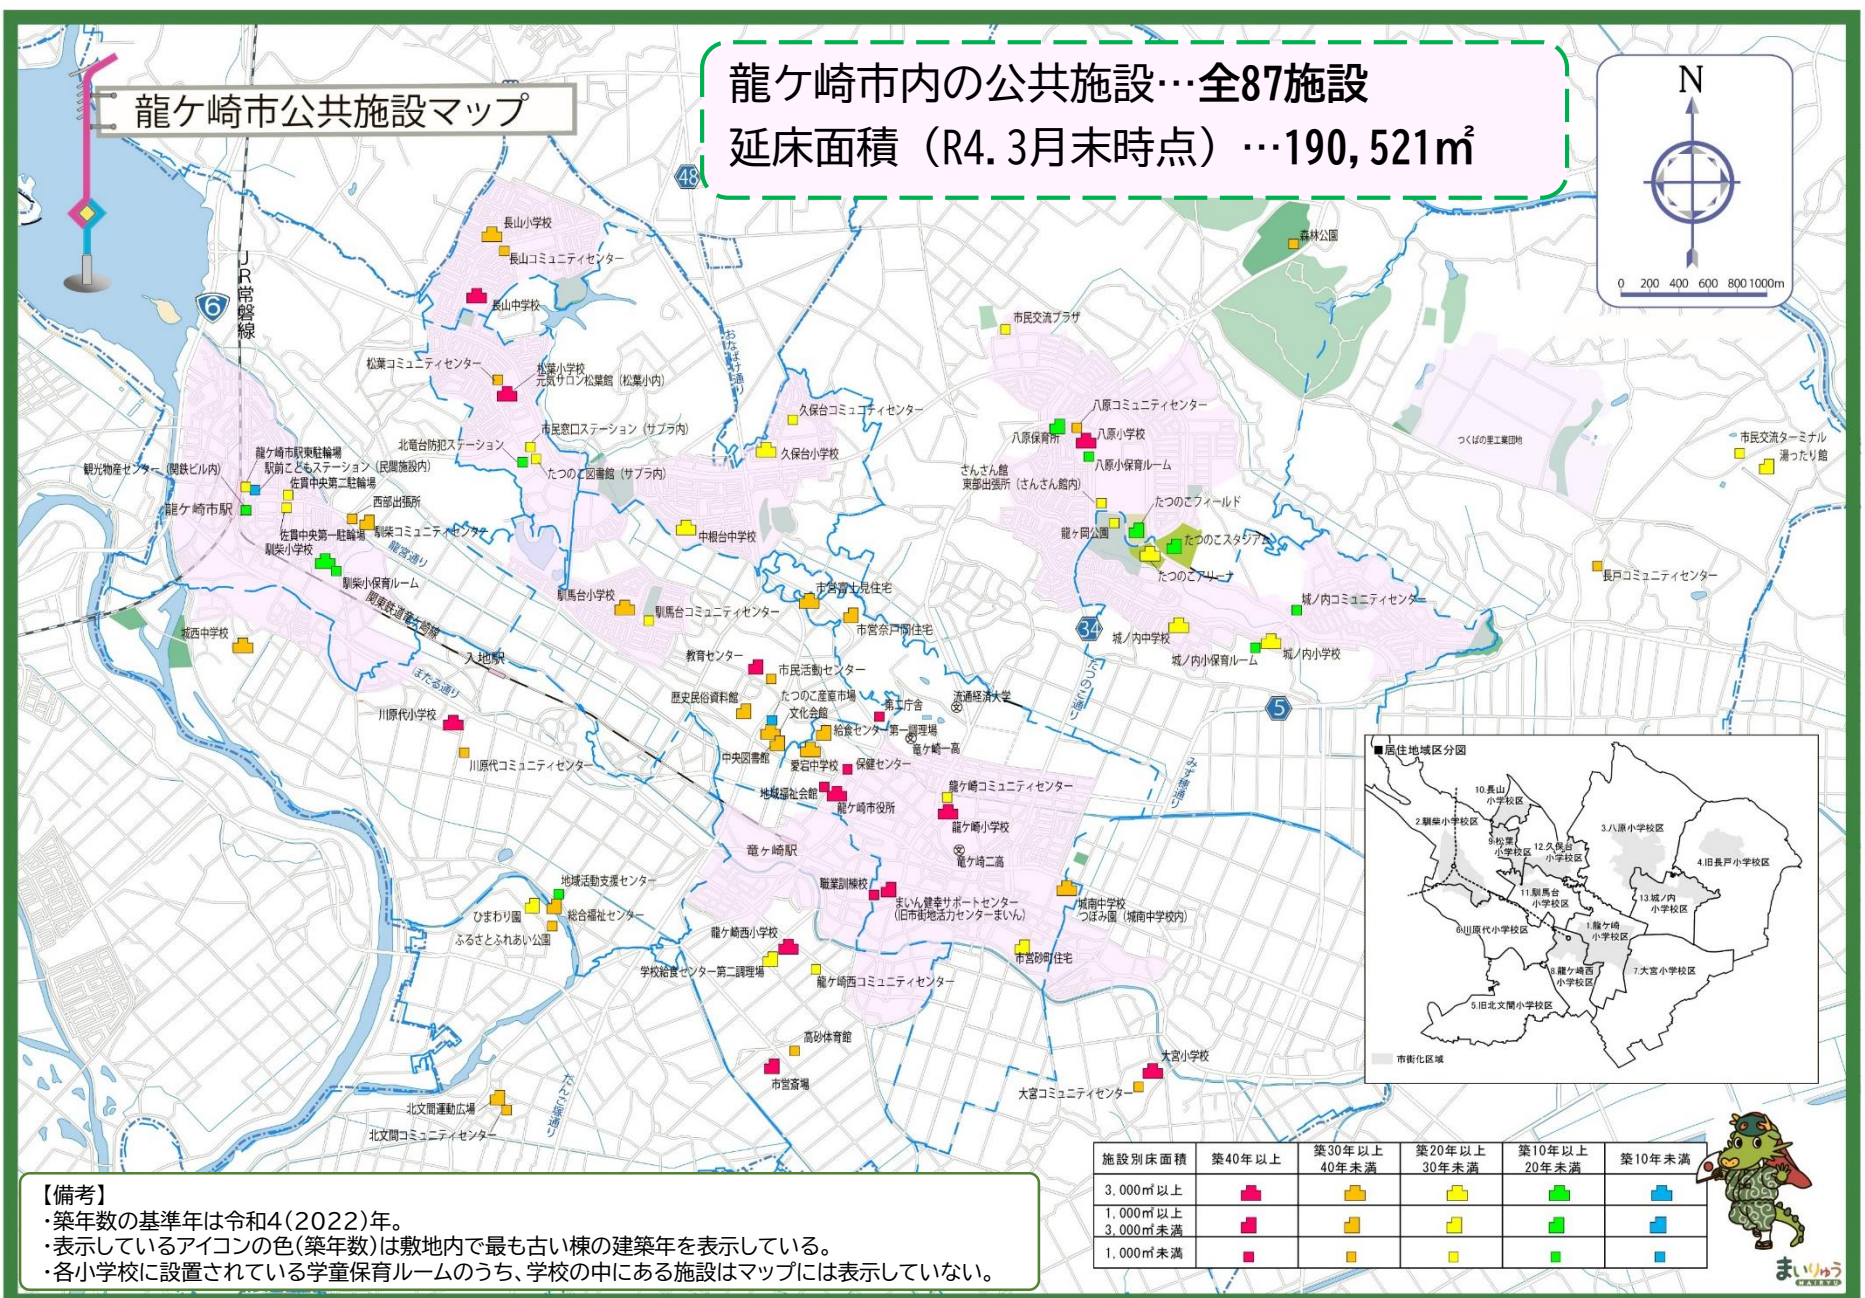 龍ケ崎市公共施設マップ
龍ケ崎市内の公共施設…全87施設
延床面積（R4.3月末時点）…190,521㎡
N
0 200 400 600 800 1000m
48
6
JR常磐線
長山小学校
長山コミュニティセンター
長山中学校
おなばけ通り
森林公園
市民交流プラザ
松葉コミュニティセンター
松葉小学校
元気サロン松葉館（松葉小内）
久保台コミュニティセンター
久保台小学校
市民窓口ステーション（サプラ内）
北竜台防犯ステーション
たつのこ図書館（サプラ内）
中根台中学校
八原コミュニティセンター
八原保育所
八原小学校
八原小保育ルーム
さんさん館
東部出張所（さんさん館内）
たつのこフィールド
龍ヶ岡公園
たつのこスタジアム
たつのこアリーナ
つくばの里工業団地
市民交流ターミナル
湯ったり館
長戸コミュニティセンター
龍ケ崎市駅東駐輪場
駅前こどもステーション（民間施設内）
観光物産センター（関鉄ビル内）
佐貫中央第二駐輪場
龍ケ崎市駅
西部出張所
佐貫中央第一駐輪場
馴柴コミュニティセンター
馴柴小学校
龍宮通り
馴柴小保育ルーム
関東鉄道竜ヶ崎線
城西中学校
入地駅
ほたる通り
川原代小学校
川原代コミュニティセンター
馴馬台小学校
馴馬台コミュニティセンター
市営富士見住宅
市営奈戸岡住宅
34
城ノ内コミュニティセンター
城ノ内中学校
城ノ内小保育ルーム
城ノ内小学校
たつのこ通り
5
教育センター
市民活動センター
歴史民俗資料館
たつのこ産直市場
文化会館
第二庁舎
流通経済大学
給食センター第一調理場
竜ケ崎一高
中央図書館
愛宕中学校
保健センター
地域福祉会館
龍ケ崎市役所
龍ケ崎コミュニティセンター
龍ケ崎小学校
みずほ通り
竜ケ崎駅
竜ケ崎二高
職業訓練校
まいん健幸サポートセンター
（旧市街地活力センターまいん）
城南中学校
つぼみ園（城南中学校内）
地域活動支援センター
ひまわり園
総合福祉センター
ふるさとふれあい公園
龍ケ崎西小学校
学校給食センター第二調理場
龍ケ崎西コミュニティセンター
市営砂町住宅
高砂体育館
市営斎場
大宮小学校
大宮コミュニティセンター
北文間運動広場
北文間コミュニティセンター
■居住地域区分図
10.長山
小学校区
2.馴柴小学校区
9.松葉
小学校区
12.久保台
小学校区
3.八原小学校区
4.旧長戸小学校区
11.馴馬台
小学校区
13.城ノ内
小学校区
6.川原代小学校区
1.龍ケ崎
小学校区
8.龍ケ崎西
小学校区
7.大宮小学校区
5.旧北文間小学校区
市街化区域
施設別床面積 築40年以上 築30年以上40年未満 築20年以上30年未満 築10年以上20年未満 築10年未満
3,000㎡以上
1,000㎡以上
3,000㎡未満
1,000㎡未満
まいりゅう
MAIRYU
【備考】
・築年数の基準年は令和4(2022)年。
・表示しているアイコンの色(築年数)は敷地内で最も古い棟の建築年を表示している。
・各小学校に設置されている学童保育ルームのうち、学校の中にある施設はマップには表示していない。